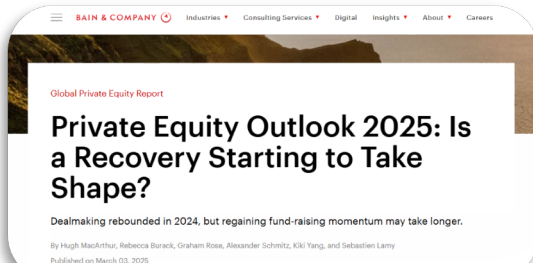 BAIN & COMPANY Industries Consulting Services Digital Insights About Careers
Global Private Equity Report
Private Equity Outlook 2025: Is
a Recovery Starting to Take
Shape?
Dealmaking rebounded in 2024, but regaining fund-raising momentum may take longer.
By Hugh MacArthur, Rebecca Burack, Graham Rose, Alexander Schmitz, Kiki Yang, and Sebastien Lamy
Published on March 03, 2025